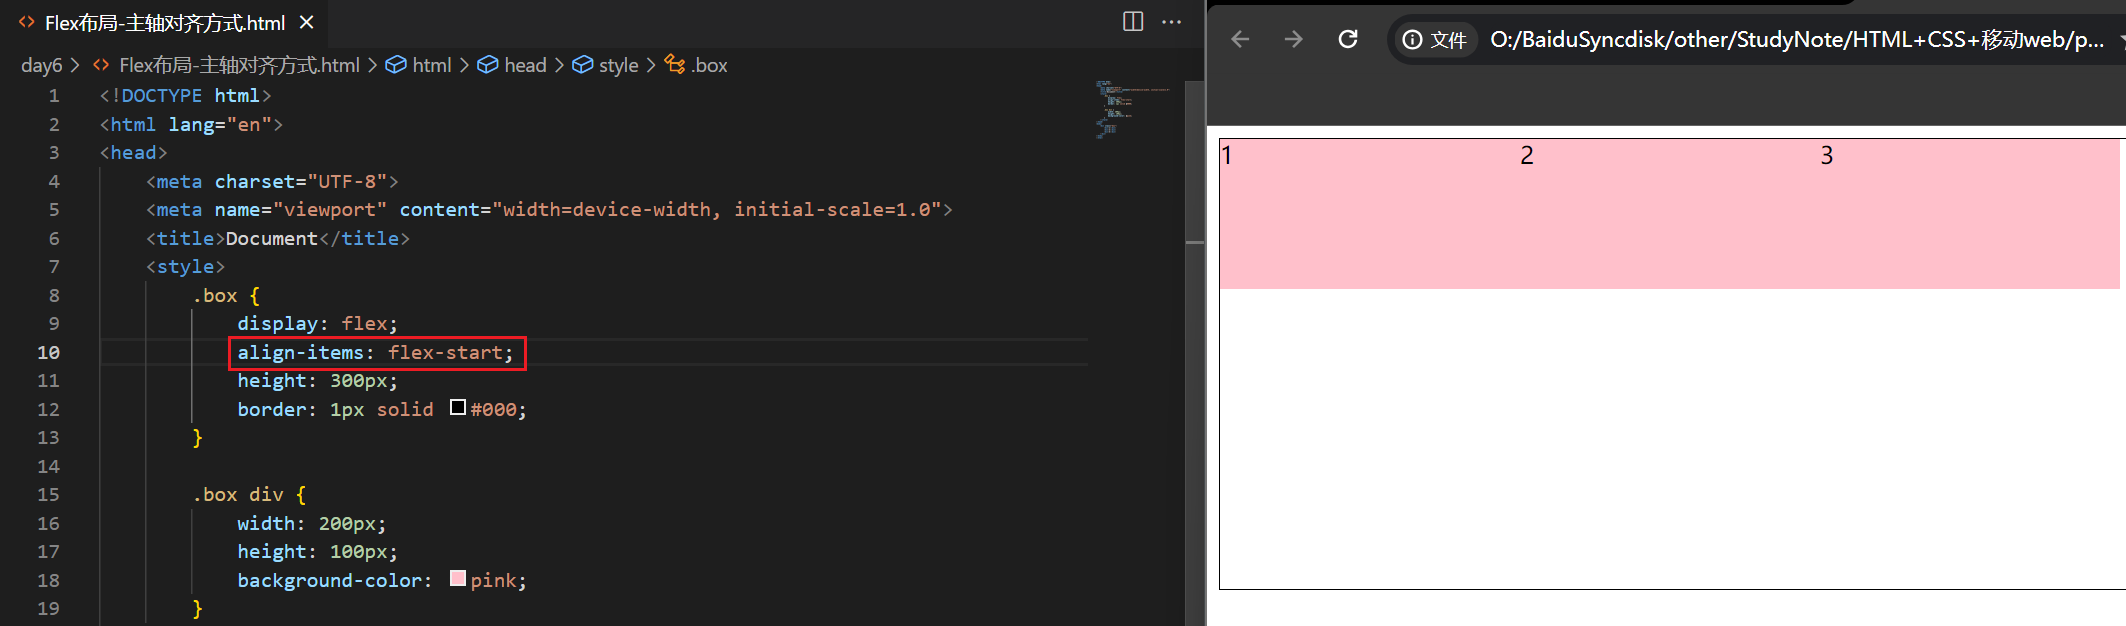 Flex布局-主轴对齐方式.html
day6 > Flex布局-主轴对齐方式.html > html > head > style > .box
1 <!DOCTYPE html>
2 <html lang="en">
3 <head>
4 <meta charset="UTF-8">
5 <meta name="viewport" content="width=device-width, initial-scale=1.0">
6 <title>Document</title>
7 <style>
8 .box {
9 display: flex;
10 align-items: flex-start;
11 height: 300px;
12 border: 1px solid #000;
13 }
14
15 .box div {
16 width: 200px;
17 height: 100px;
18 background-color: pink;
19 }
文件 O:/BaiduSyncdisk/other/StudyNote/HTML+CSS+移动web/p...
1 2 3